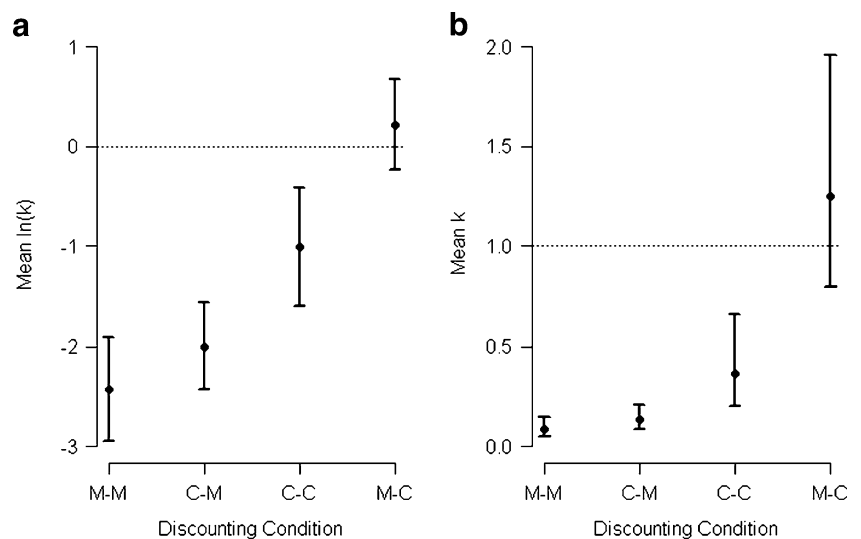 a
1
0
-1
-2
-3
Mean ln(k)
M-M C-M C-C M-C
Discounting Condition
b
2.0
1.5
1.0
0.5
0.0
Mean k
M-M C-M C-C M-C
Discounting Condition